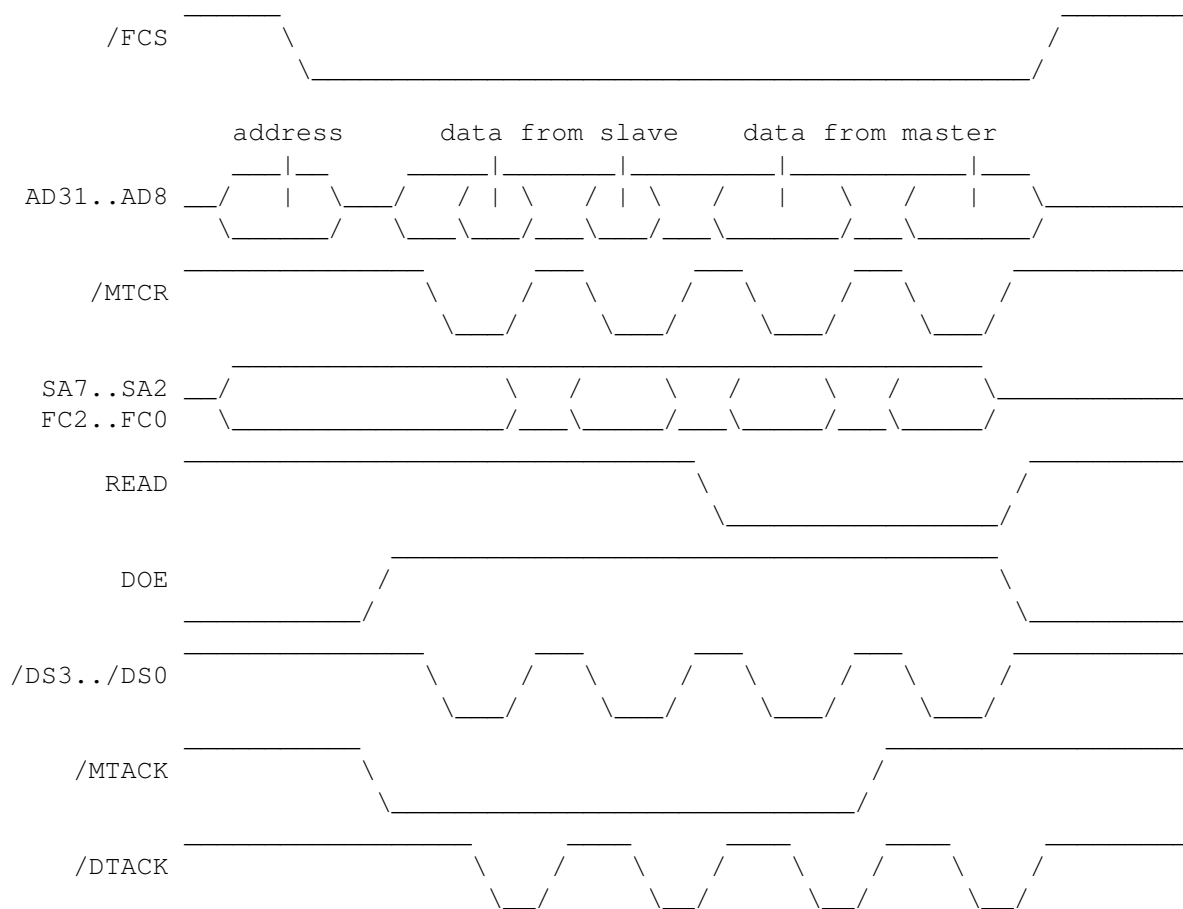 /FCS
address data from slave data from master
AD31..AD8
/MTCR
SA7..SA2
FC2..FC0
READ
DOE
/DS3../DS0
/MTACK
/DTACK